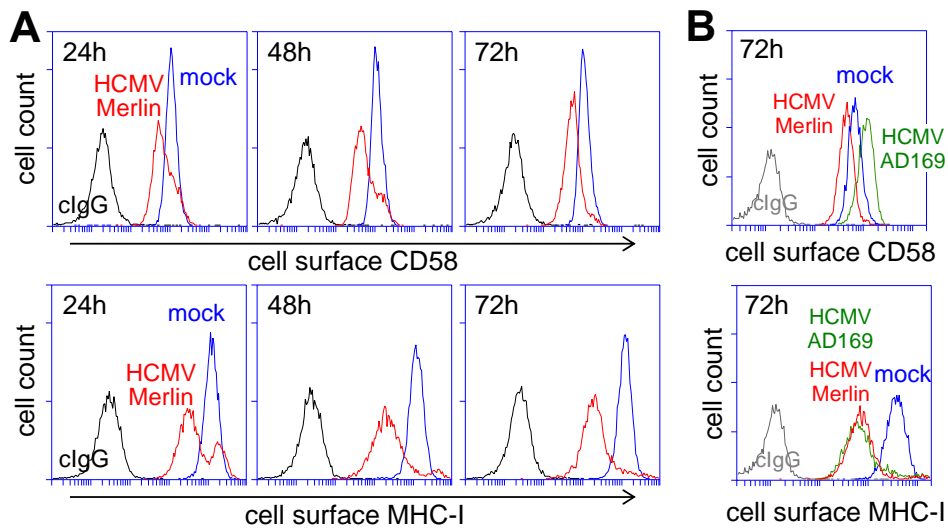 A
24h
HCMV
Merlin
mock
cIgG
48h
72h
cell count
cell surface CD58
24h
mock
HCMV
Merlin
cIgG
48h
72h
cell count
cell surface MHC-I
B
72h
mock
HCMV
Merlin
HCMV
AD169
cIgG
cell count
cell surface CD58
72h
HCMV
AD169
HCMV
Merlin
mock
cIgG
cell count
cell surface MHC-I